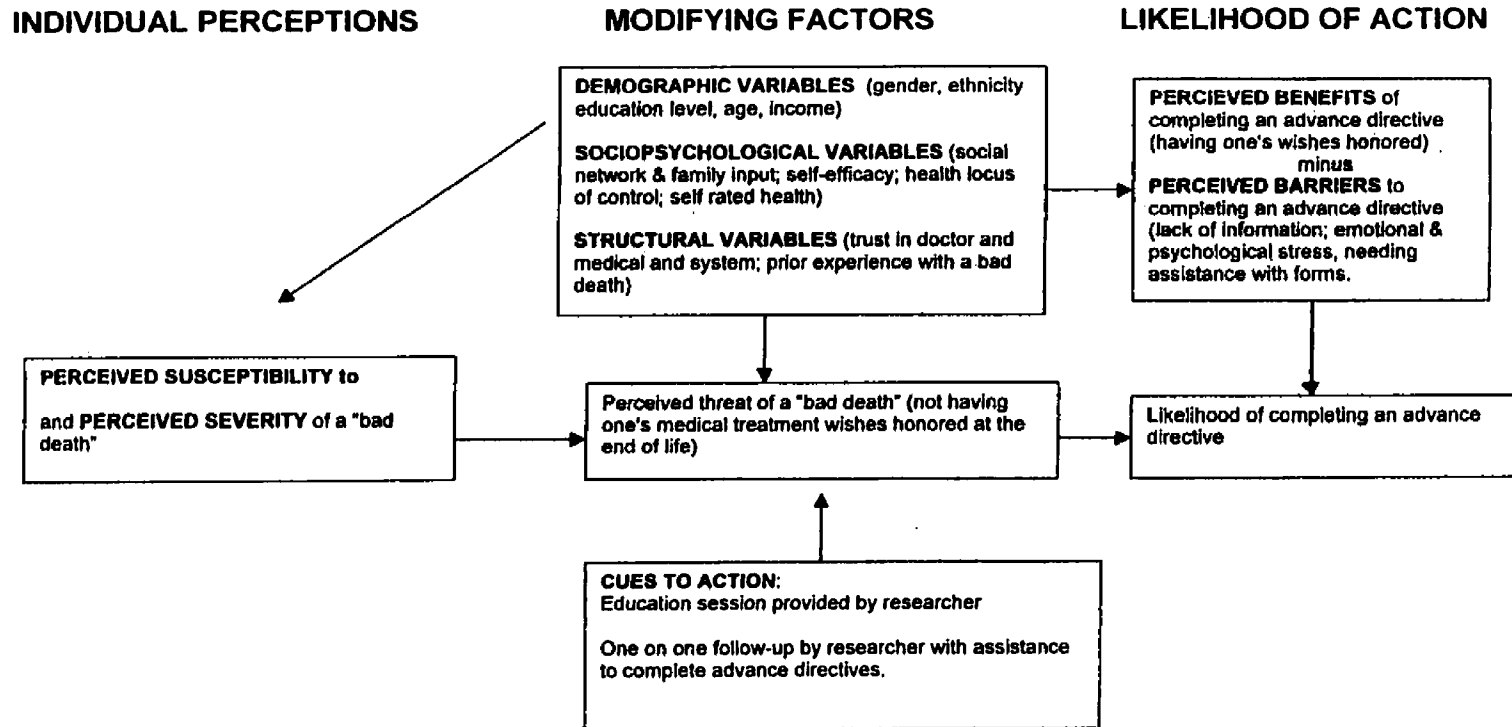 INDIVIDUAL PERCEPTIONS
MODIFYING FACTORS
LIKELIHOOD OF ACTION
DEMOGRAPHIC VARIABLES (gender, ethnicity
education level, age, income)
SOCIOPSYCHOLOGICAL VARIABLES (social
network & family input; self-efficacy; health locus
of control; self rated health)
STRUCTURAL VARIABLES (trust in doctor and
medical and system; prior experience with a bad
death)
PERCIEVED BENEFITS of
completing an advance directive
(having one's wishes honored)
minus
PERCEIVED BARRIERS to
completing an advance directive
(lack of information; emotional &
psychological stress, needing
assistance with forms.
PERCEIVED SUSCEPTIBILITY to
and PERCEIVED SEVERITY of a "bad
death"
Perceived threat of a "bad death" (not having
one's medical treatment wishes honored at the
end of life)
Likelihood of completing an advance
directive
CUES TO ACTION:
Education session provided by researcher
One on one follow-up by researcher with assistance
to complete advance directives.